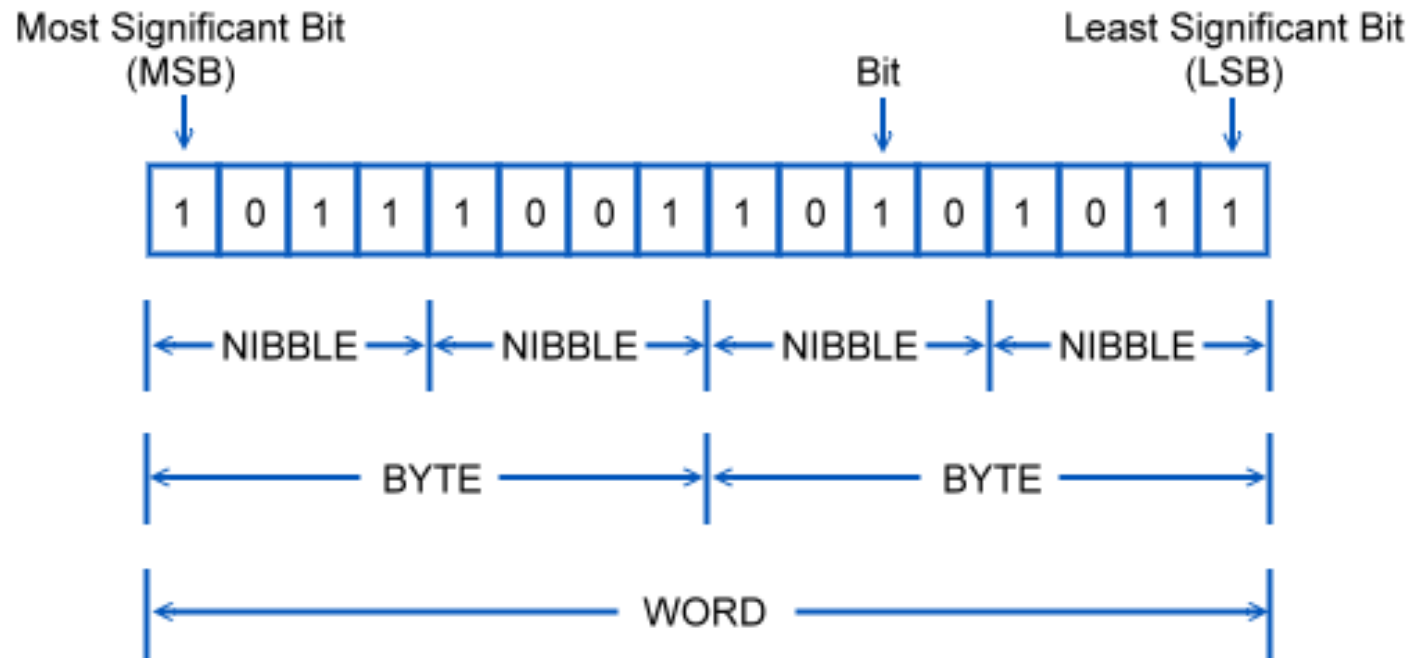 Most Significant Bit
(MSB)
Bit
Least Significant Bit
(LSB)
1 0 1 1 1 0 0 1 1 0 1 0 1 0 1 1
NIBBLE NIBBLE NIBBLE NIBBLE
BYTE BYTE
WORD